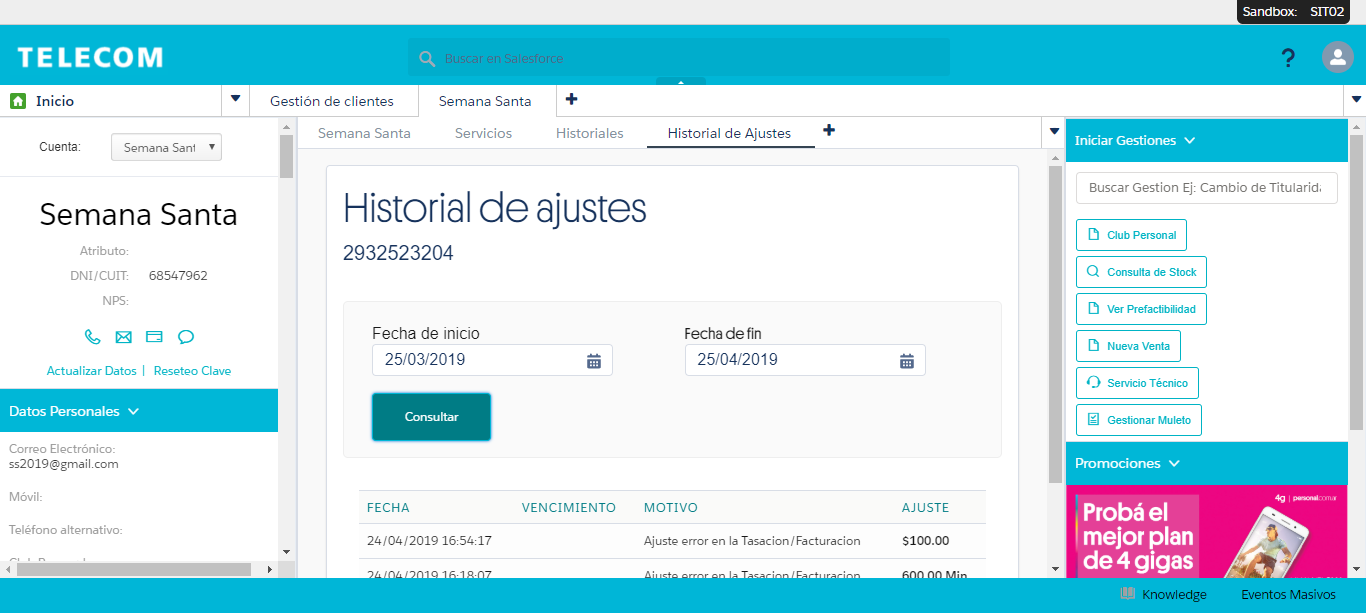 Sandbox: SIT02
TELECOM
Buscar en Salesforce
?
Inicio
Gestión de clientes
Semana Santa
Cuenta:
Semana Sant
Semana Santa
Atributo:
DNI/CUIT: 68547962
NPS:
Actualizar Datos | Reseteo Clave
Datos Personales
Correo Electrónico:
ss2019@gmail.com
Móvil:
Teléfono alternativo:
Semana Santa
Servicios
Historiales
Historial de Ajustes
Historial de ajustes
2932523204
Fecha de inicio
25/03/2019
Fecha de fin
25/04/2019
Consultar
FECHA VENCIMIENTO MOTIVO AJUSTE
24/04/2019 16:54:17 Ajuste error en la Tasacion/Facturacion $100.00
24/04/2019 16:18:07 Ajuste error en la Tasacion/Facturacion 600.00 Min
Iniciar Gestiones
Buscar Gestion Ej: Cambio de Titularida
Club Personal
Consulta de Stock
Ver Prefactibilidad
Nueva Venta
Servicio Técnico
Gestionar Muleto
Promociones
4g | personal.com.ar
Probá el
mejor plan
de 4 gigas
Knowledge
Eventos Masivos